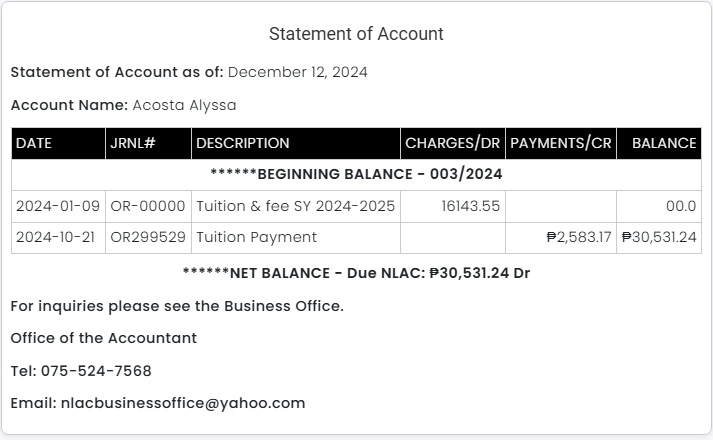 Statement of Account
Statement of Account as of: December 12, 2024
Account Name: Acosta Alyssa
DATE JRNL# DESCRIPTION CHARGES/DR PAYMENTS/CR BALANCE
******BEGINNING BALANCE - 003/2024
2024-01-09 OR-00000 Tuition & fee SY 2024-2025 16143.55 00.0
2024-10-21 OR299529 Tuition Payment ₱2,583.17 ₱30,531.24
******NET BALANCE - Due NLAC: ₱30,531.24 Dr
For inquiries please see the Business Office.
Office of the Accountant
Tel: 075-524-7568
Email: nlacbusinessoffice@yahoo.com